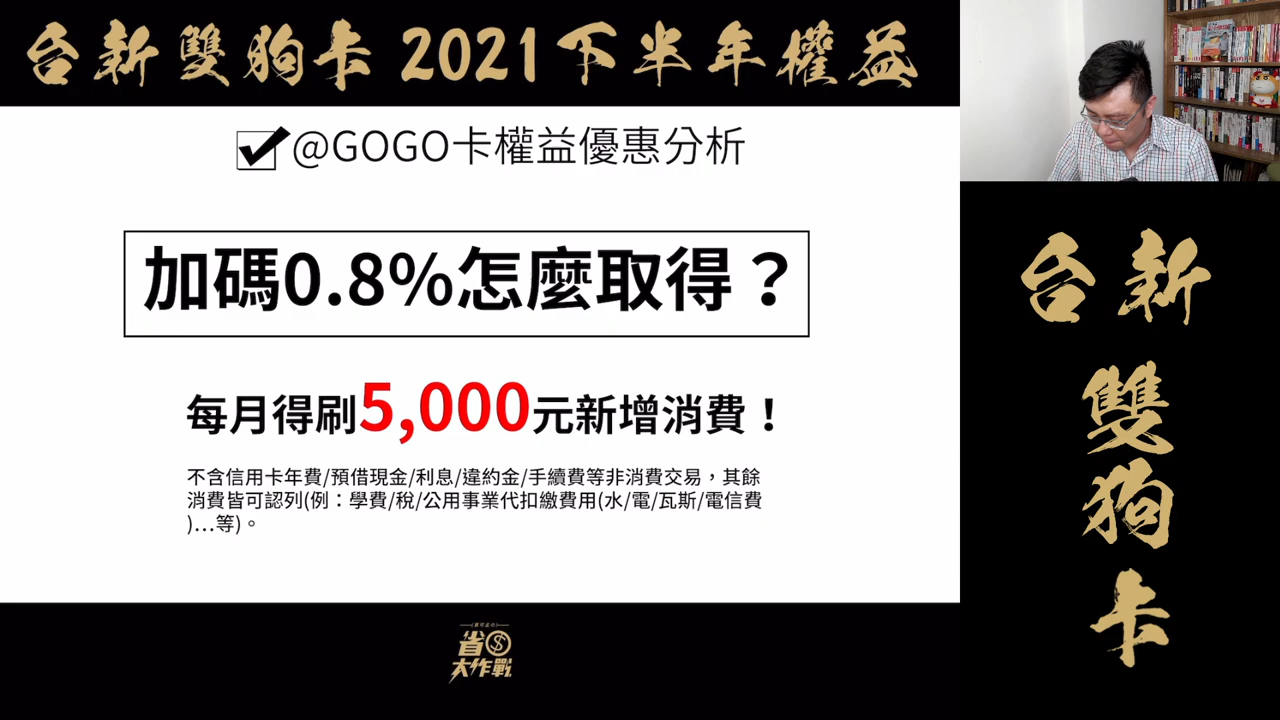 台新雙狗卡 2021下半年權益
@GOGO卡權益優惠分析
加碼0.8%怎麼取得？
每月得刷5,000元新增消費！
不含信用卡年費/預借現金/利息/違約金/手續費等非消費交易，其餘
消費皆可認列(例：學費/稅/公用事業代扣繳費用(水/電/瓦斯/電信費
)…等)。
省$
大作戰
台新
雙
狗
卡